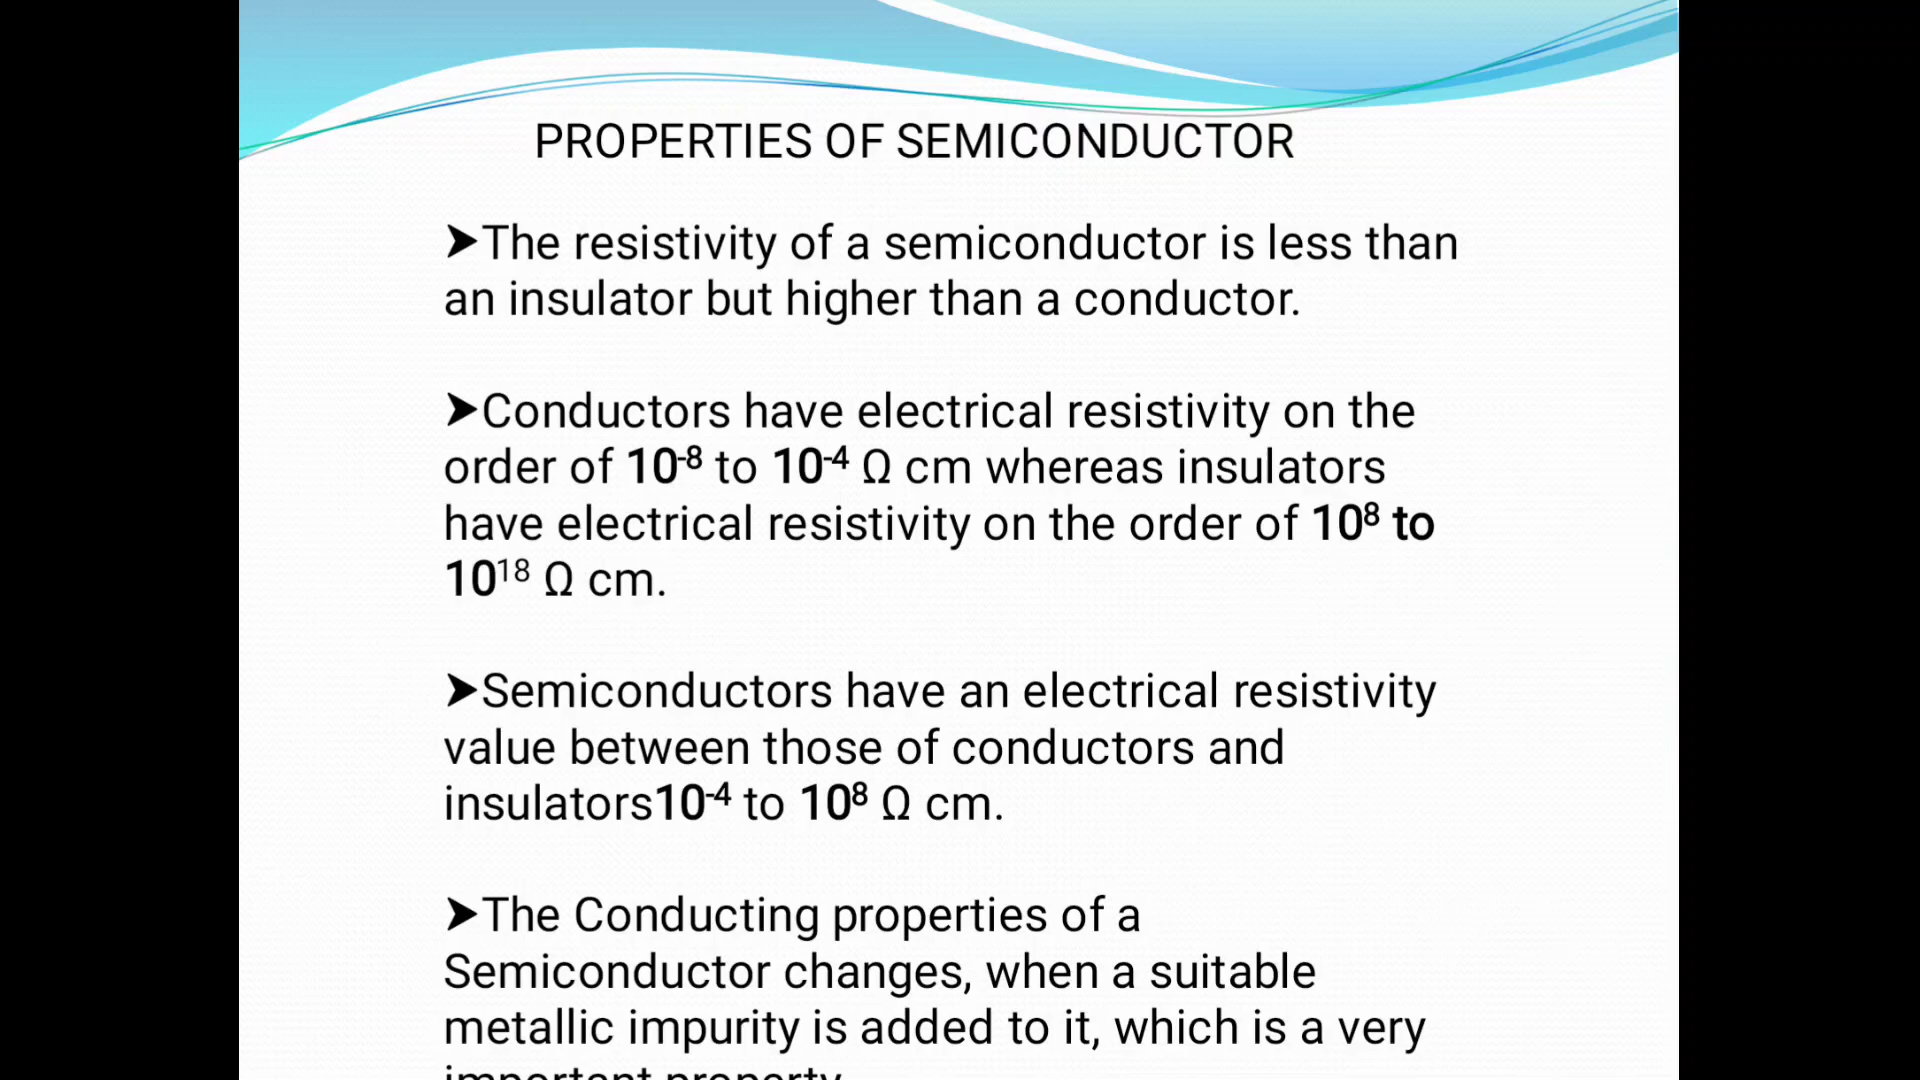 PROPERTIES OF SEMICONDUCTOR
➤The resistivity of a semiconductor is less than
an insulator but higher than a conductor.
➤Conductors have electrical resistivity on the
order of 10⁻⁸ to 10⁻⁴ Ω cm whereas insulators
have electrical resistivity on the order of 10⁸ to
10¹⁸ Ω cm.
➤Semiconductors have an electrical resistivity
value between those of conductors and
insulators10⁻⁴ to 10⁸ Ω cm.
➤The Conducting properties of a
Semiconductor changes, when a suitable
metallic impurity is added to it, which is a very
important property